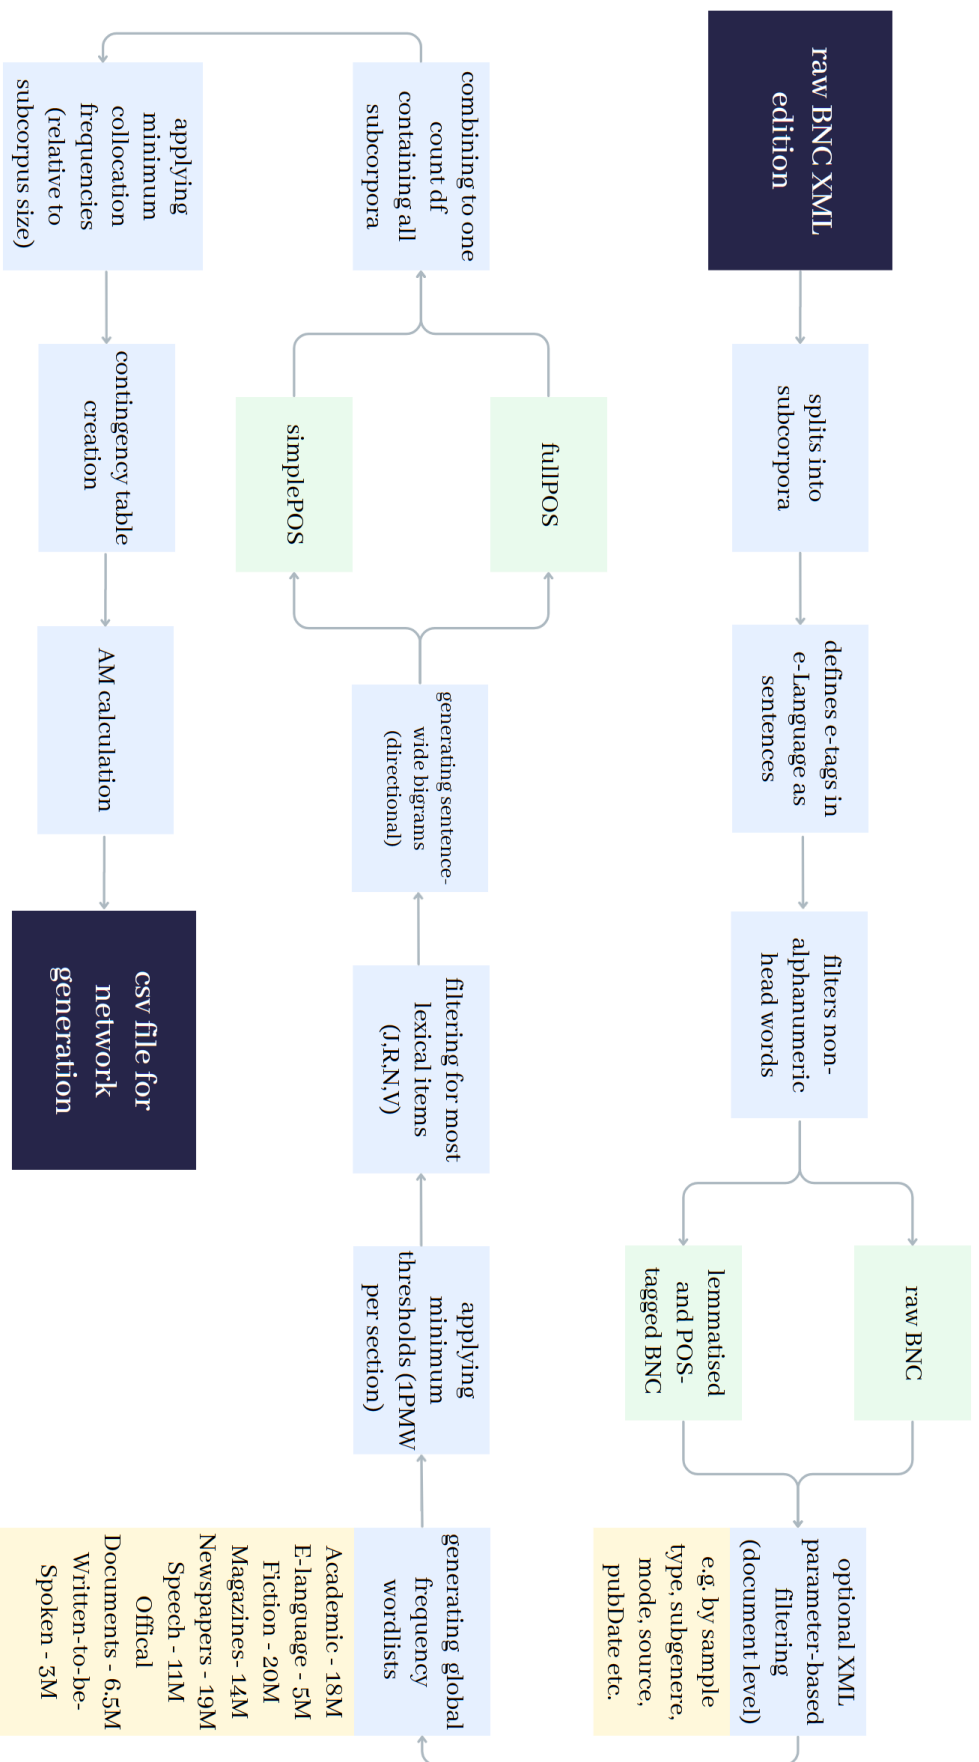 raw BNC XML
edition
splits into
subcorpora
defines e-tags in
e-Language as
sentences
filters non-
alphanumeric
head words
raw BNC
lemmatised
and POS-
tagged BNC
optional XML
parameter-based
filtering
(document level)
e.g. by sample
type, subgenere,
mode, source,
pubDate etc.
generating global
frequency
wordlists
Academic - 18M
E-language - 5M
Fiction - 20M
Magazines- 14M
Newspapers - 19M
Speech - 11M
Offical
Documents - 6.5M
Written-to-be-
Spoken - 3M
applying
minimum
thresholds (1PMW
per section)
filtering for most
lexical items
(J,R,N,V)
generating sentence-
wide bigrams
(directional)
fullPOS
simplePOS
combining to one
count df
containing all
subcorpora
applying
minimum
collocation
frequencies
(relative to
subcorpus size)
contingency table
creation
AM calculation
csv file for
network
generation